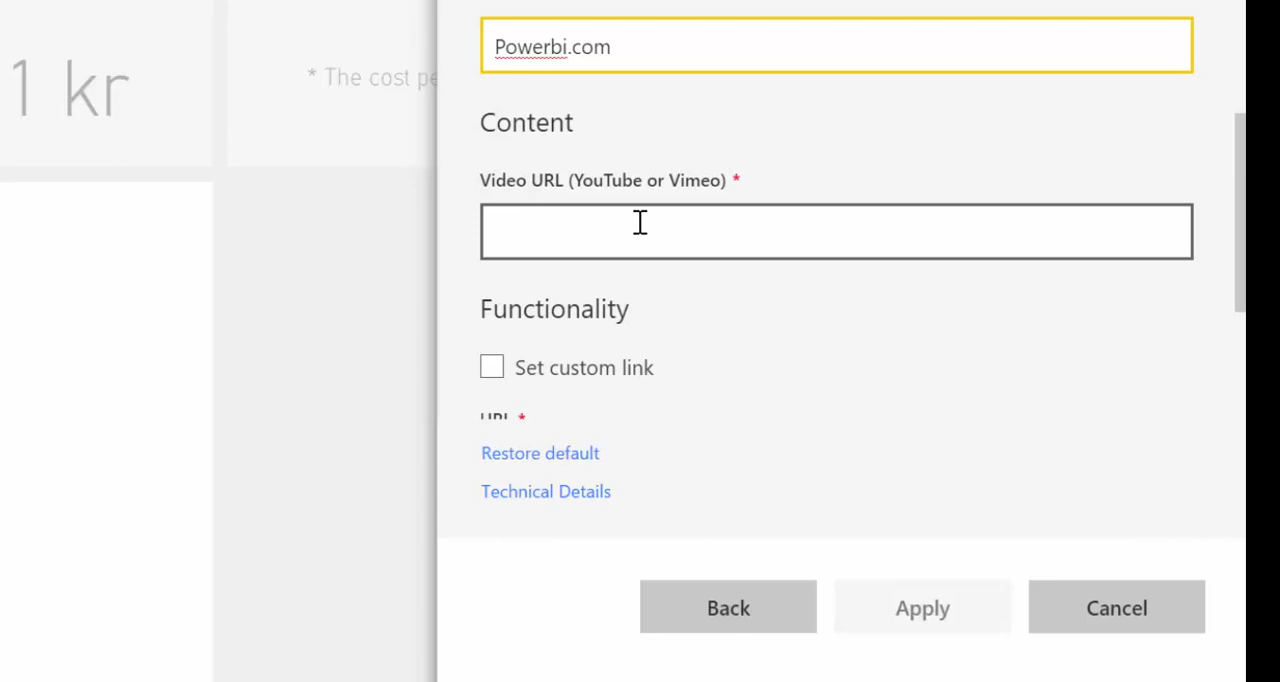 Powerbi.com
1 kr
* The cost pe
Content
Video URL (YouTube or Vimeo) *
Functionality
Set custom link
URL *
Restore default
Technical Details
Back
Apply
Cancel